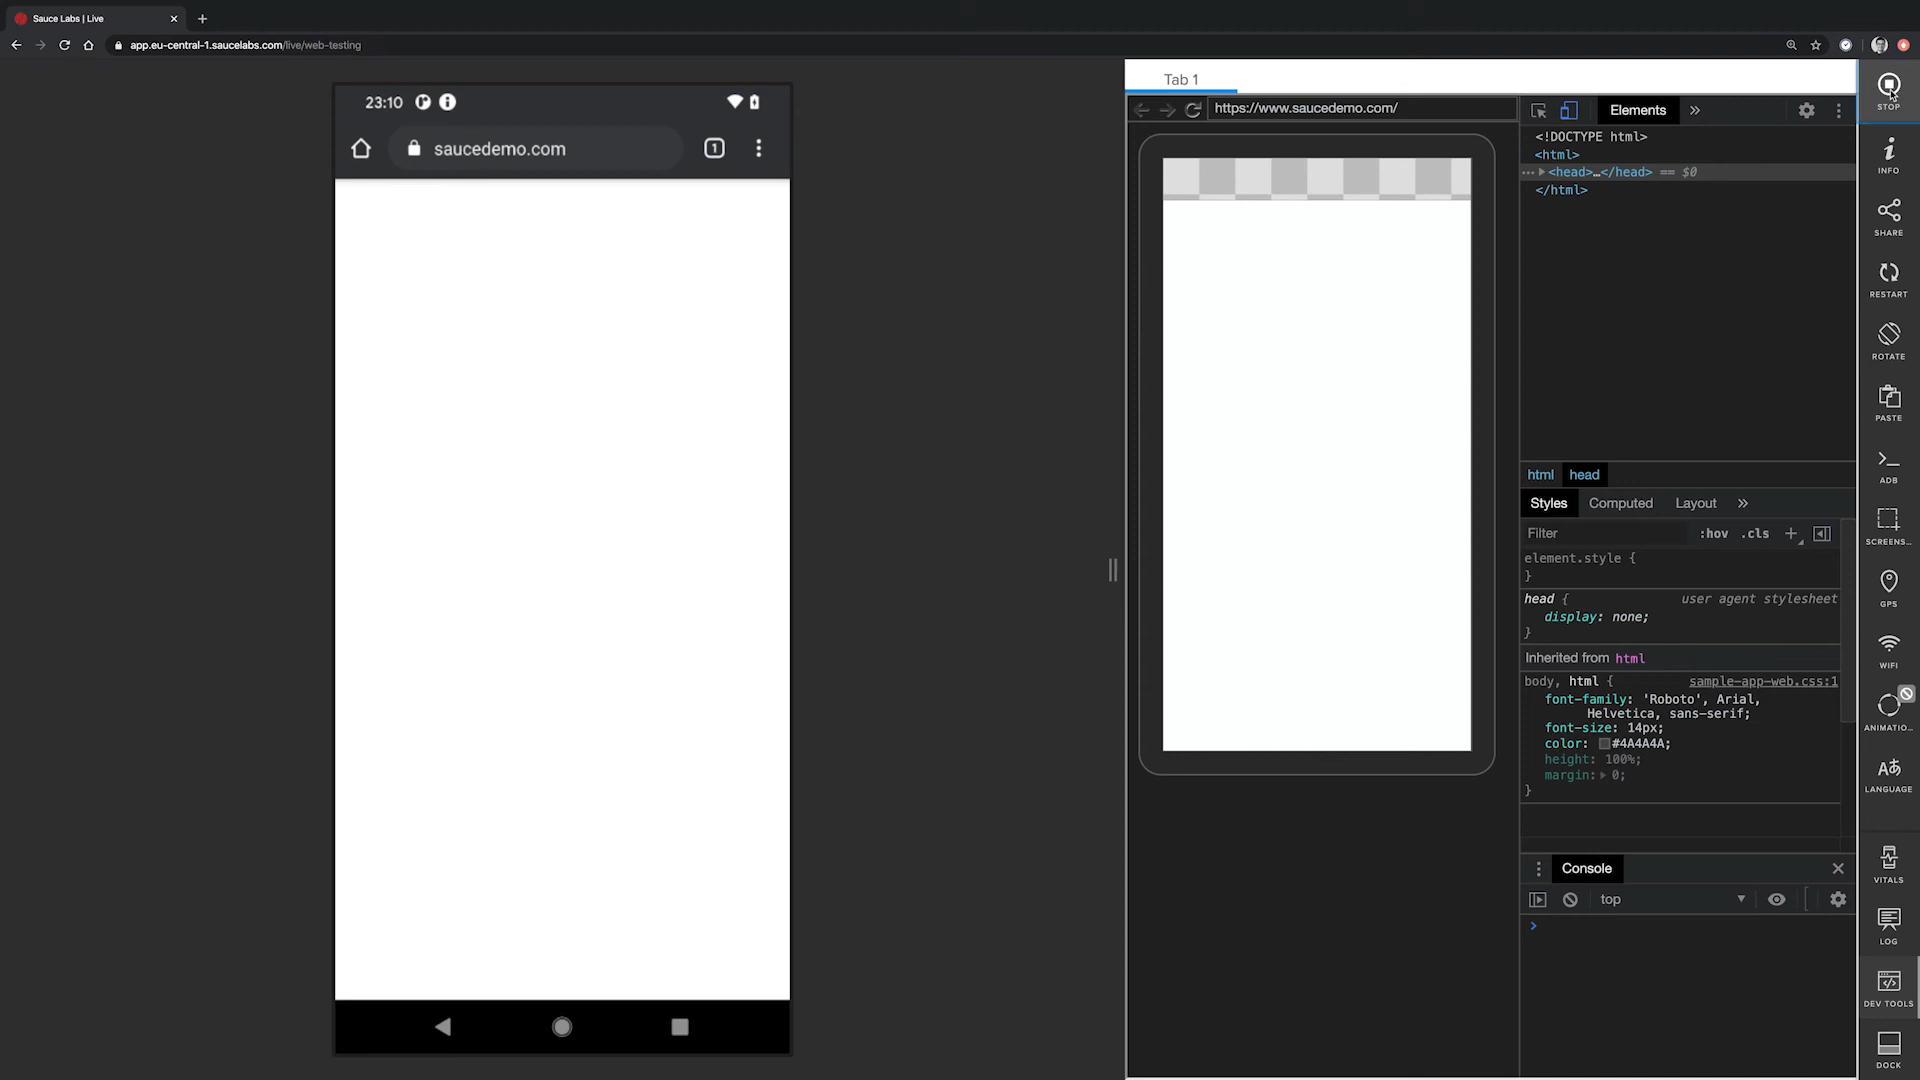 Sauce Labs | Live
app.eu-central-1.saucelabs.com/live/web-testing
23:10
saucedemo.com
1
Tab 1
https://www.saucedemo.com/
Elements
<!DOCTYPE html>
<html>
<head>…</head> == $0
</html>
html head
Styles Computed Layout
Filter :hov .cls
element.style {
}
head { user agent stylesheet
display: none;
}
Inherited from html
body, html { sample-app-web.css:1
font-family: 'Roboto', Arial,
Helvetica, sans-serif;
font-size: 14px;
color: #4A4A4A;
height: 100%;
margin: 0;
}
Console
top
STOP
INFO
SHARE
RESTART
ROTATE
PASTE
ADB
SCREENS...
GPS
WIFI
ANIMATIO...
LANGUAGE
VITALS
LOG
DEV TOOLS
DOCK